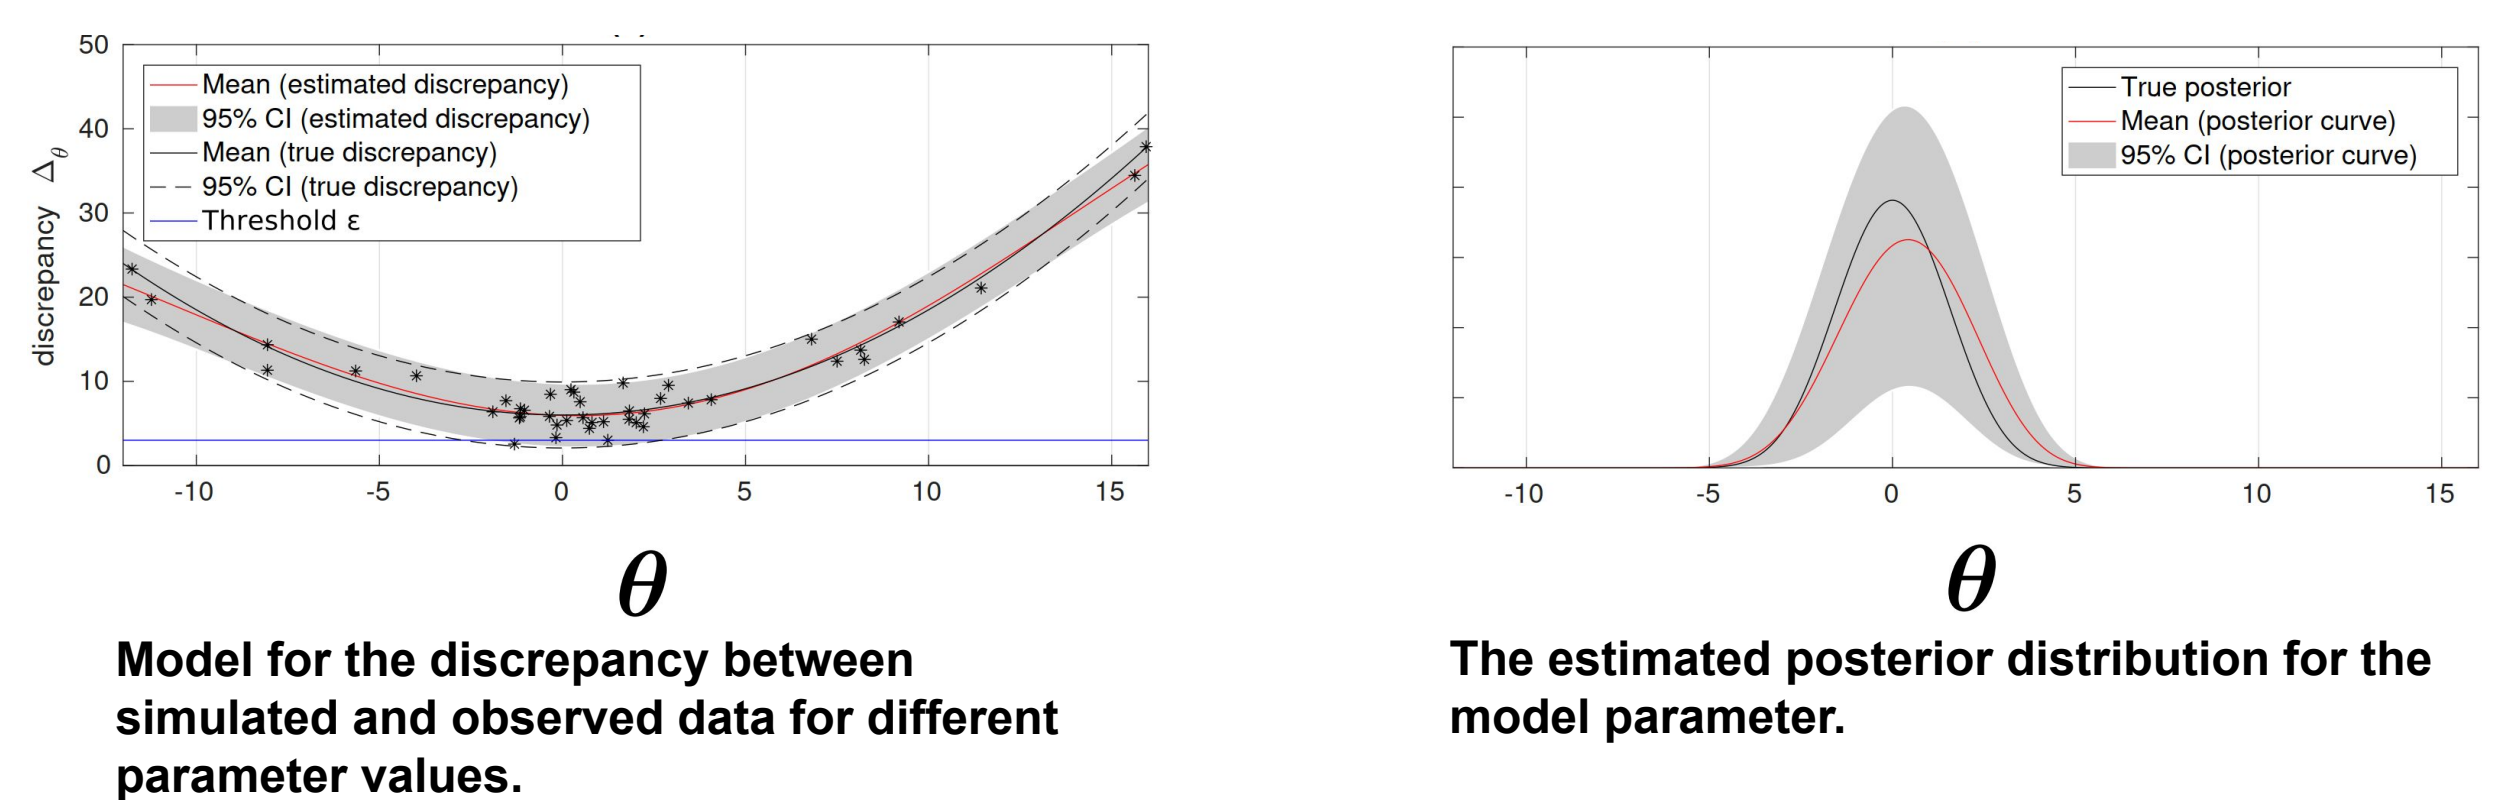 50
40
30
20
10
0
discrepancy Δθ
Mean (estimated discrepancy)
95% CI (estimated discrepancy)
Mean (true discrepancy)
95% CI (true discrepancy)
Threshold ε
-10 -5 0 5 10 15
θ
Model for the discrepancy between
simulated and observed data for different
parameter values.
True posterior
Mean (posterior curve)
95% CI (posterior curve)
-10 -5 0 5 10 15
θ
The estimated posterior distribution for the
model parameter.